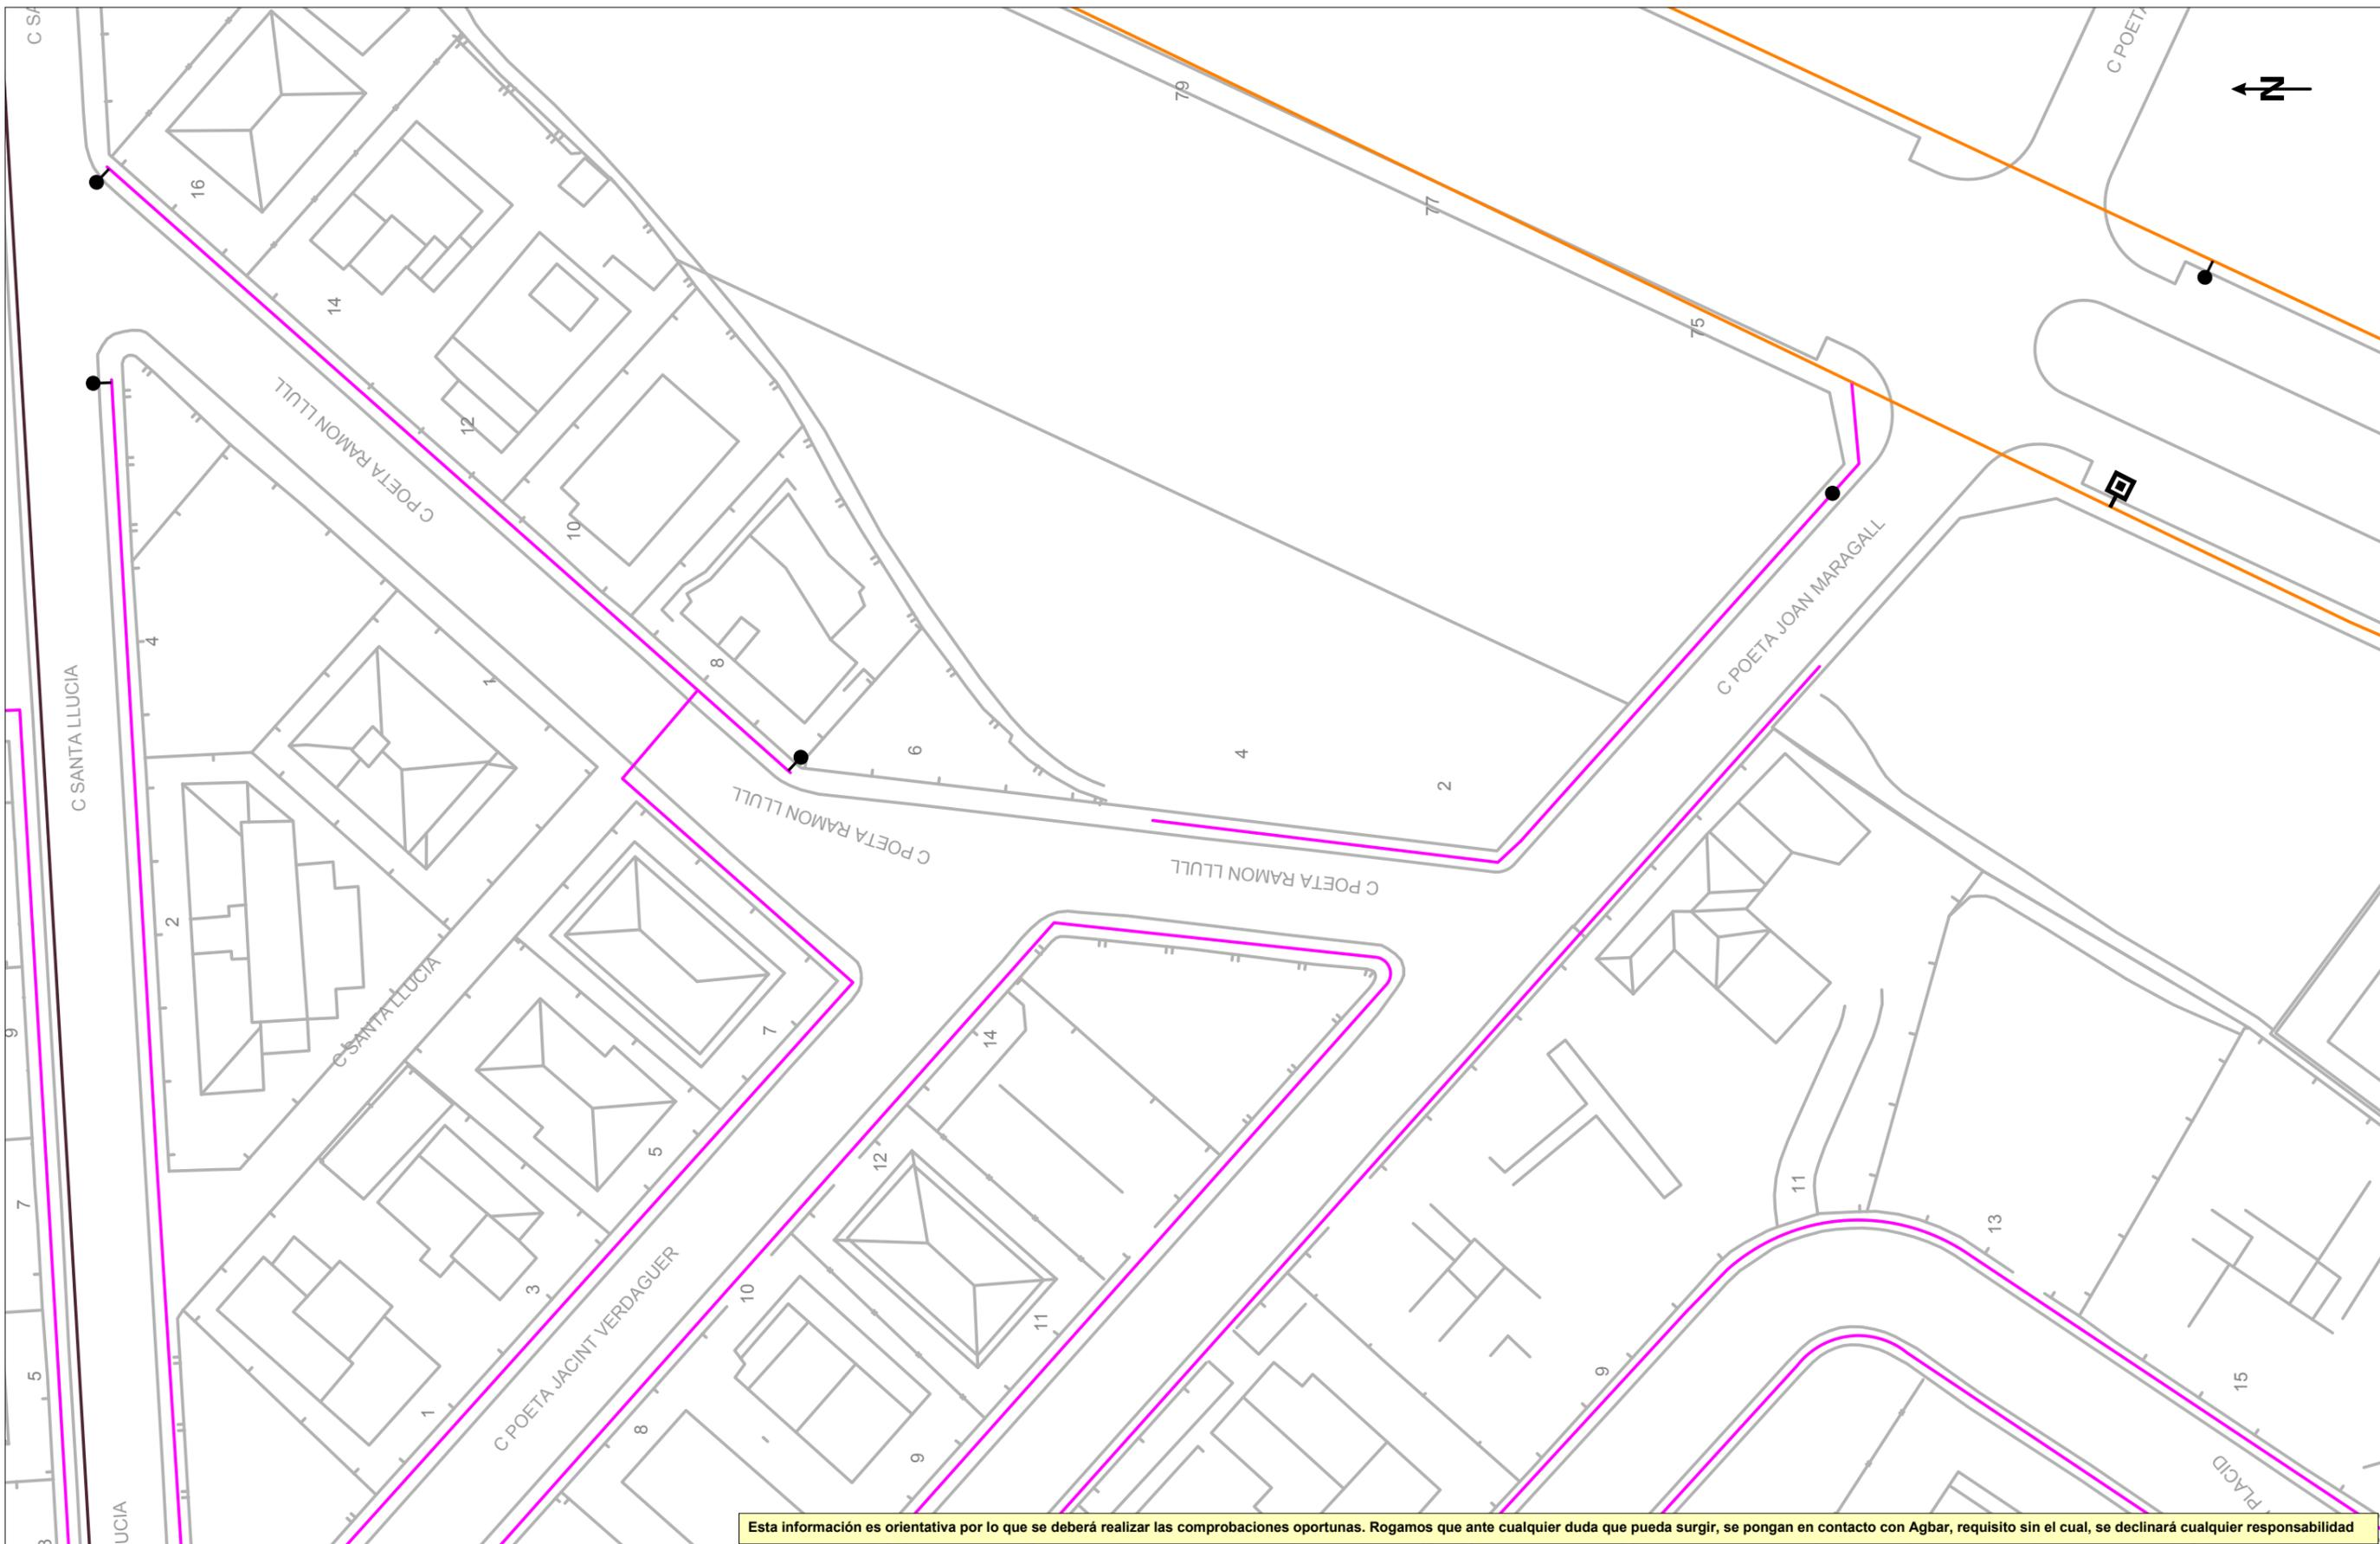 C SA
C POETA
N
79
77
75
16
14
12
10
8
6
4
2
C POETA RAMON LLULL
C POETA RAMON LLULL
C POETA RAMON LLULL
C POETA JOAN MARAGALL
C SANTA LLUCIA
4
1
2
C SANTA LLUCIA
9
7
5
7
5
3
1
C POETA JACINT VERDAGUER
14
12
10
8
11
9
11
13
9
15
PLACID
UCIA
Esta información es orientativa por lo que se deberá realizar las comprobaciones oportunas. Rogamos que ante cualquier duda que pueda surgir, se pongan en contacto con Agbar, requisito sin el cual, se declinará cualquier responsabilidad